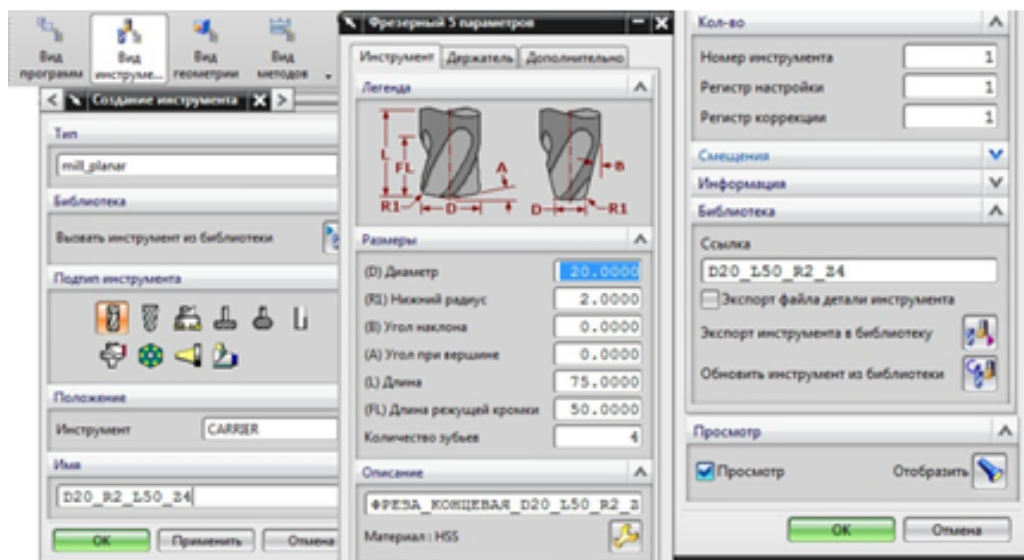 Вид программ
Вид инструме...
Вид геометрии
Вид методов
Создание инструмента
Тип
mill_planar
Библиотека
Вызвать инструмент из библиотеки
Подтип инструмента
Положение
Инструмент CARRIER
Имя
D20_R2_L50_Z4
OK Применить Отмена
Фрезерный 5 параметров
Инструмент Держатель Дополнительно
Легенда
L
FL
A
B
R1
D
D
R1
Размеры
(D) Диаметр 20.0000
(R1) Нижний радиус 2.0000
(B) Угол наклона 0.0000
(A) Угол при вершине 0.0000
(L) Длина 75.0000
(FL) Длина режущей кромки 50.0000
Количество зубьев 4
Описание
ФРЕЗА_КОНЦЕВАЯ_D20_L50_R2_Z
Материал : HSS
Кол-во
Номер инструмента 1
Регистр настройки 1
Регистр коррекции 1
Смещения
Информация
Библиотека
Ссылка
D20_L50_R2_Z4
Экспорт файла детали инструмента
Экспорт инструмента в библиотеку
Обновить инструмент из библиотеки
Просмотр
Просмотр Отобразить
OK Отмена